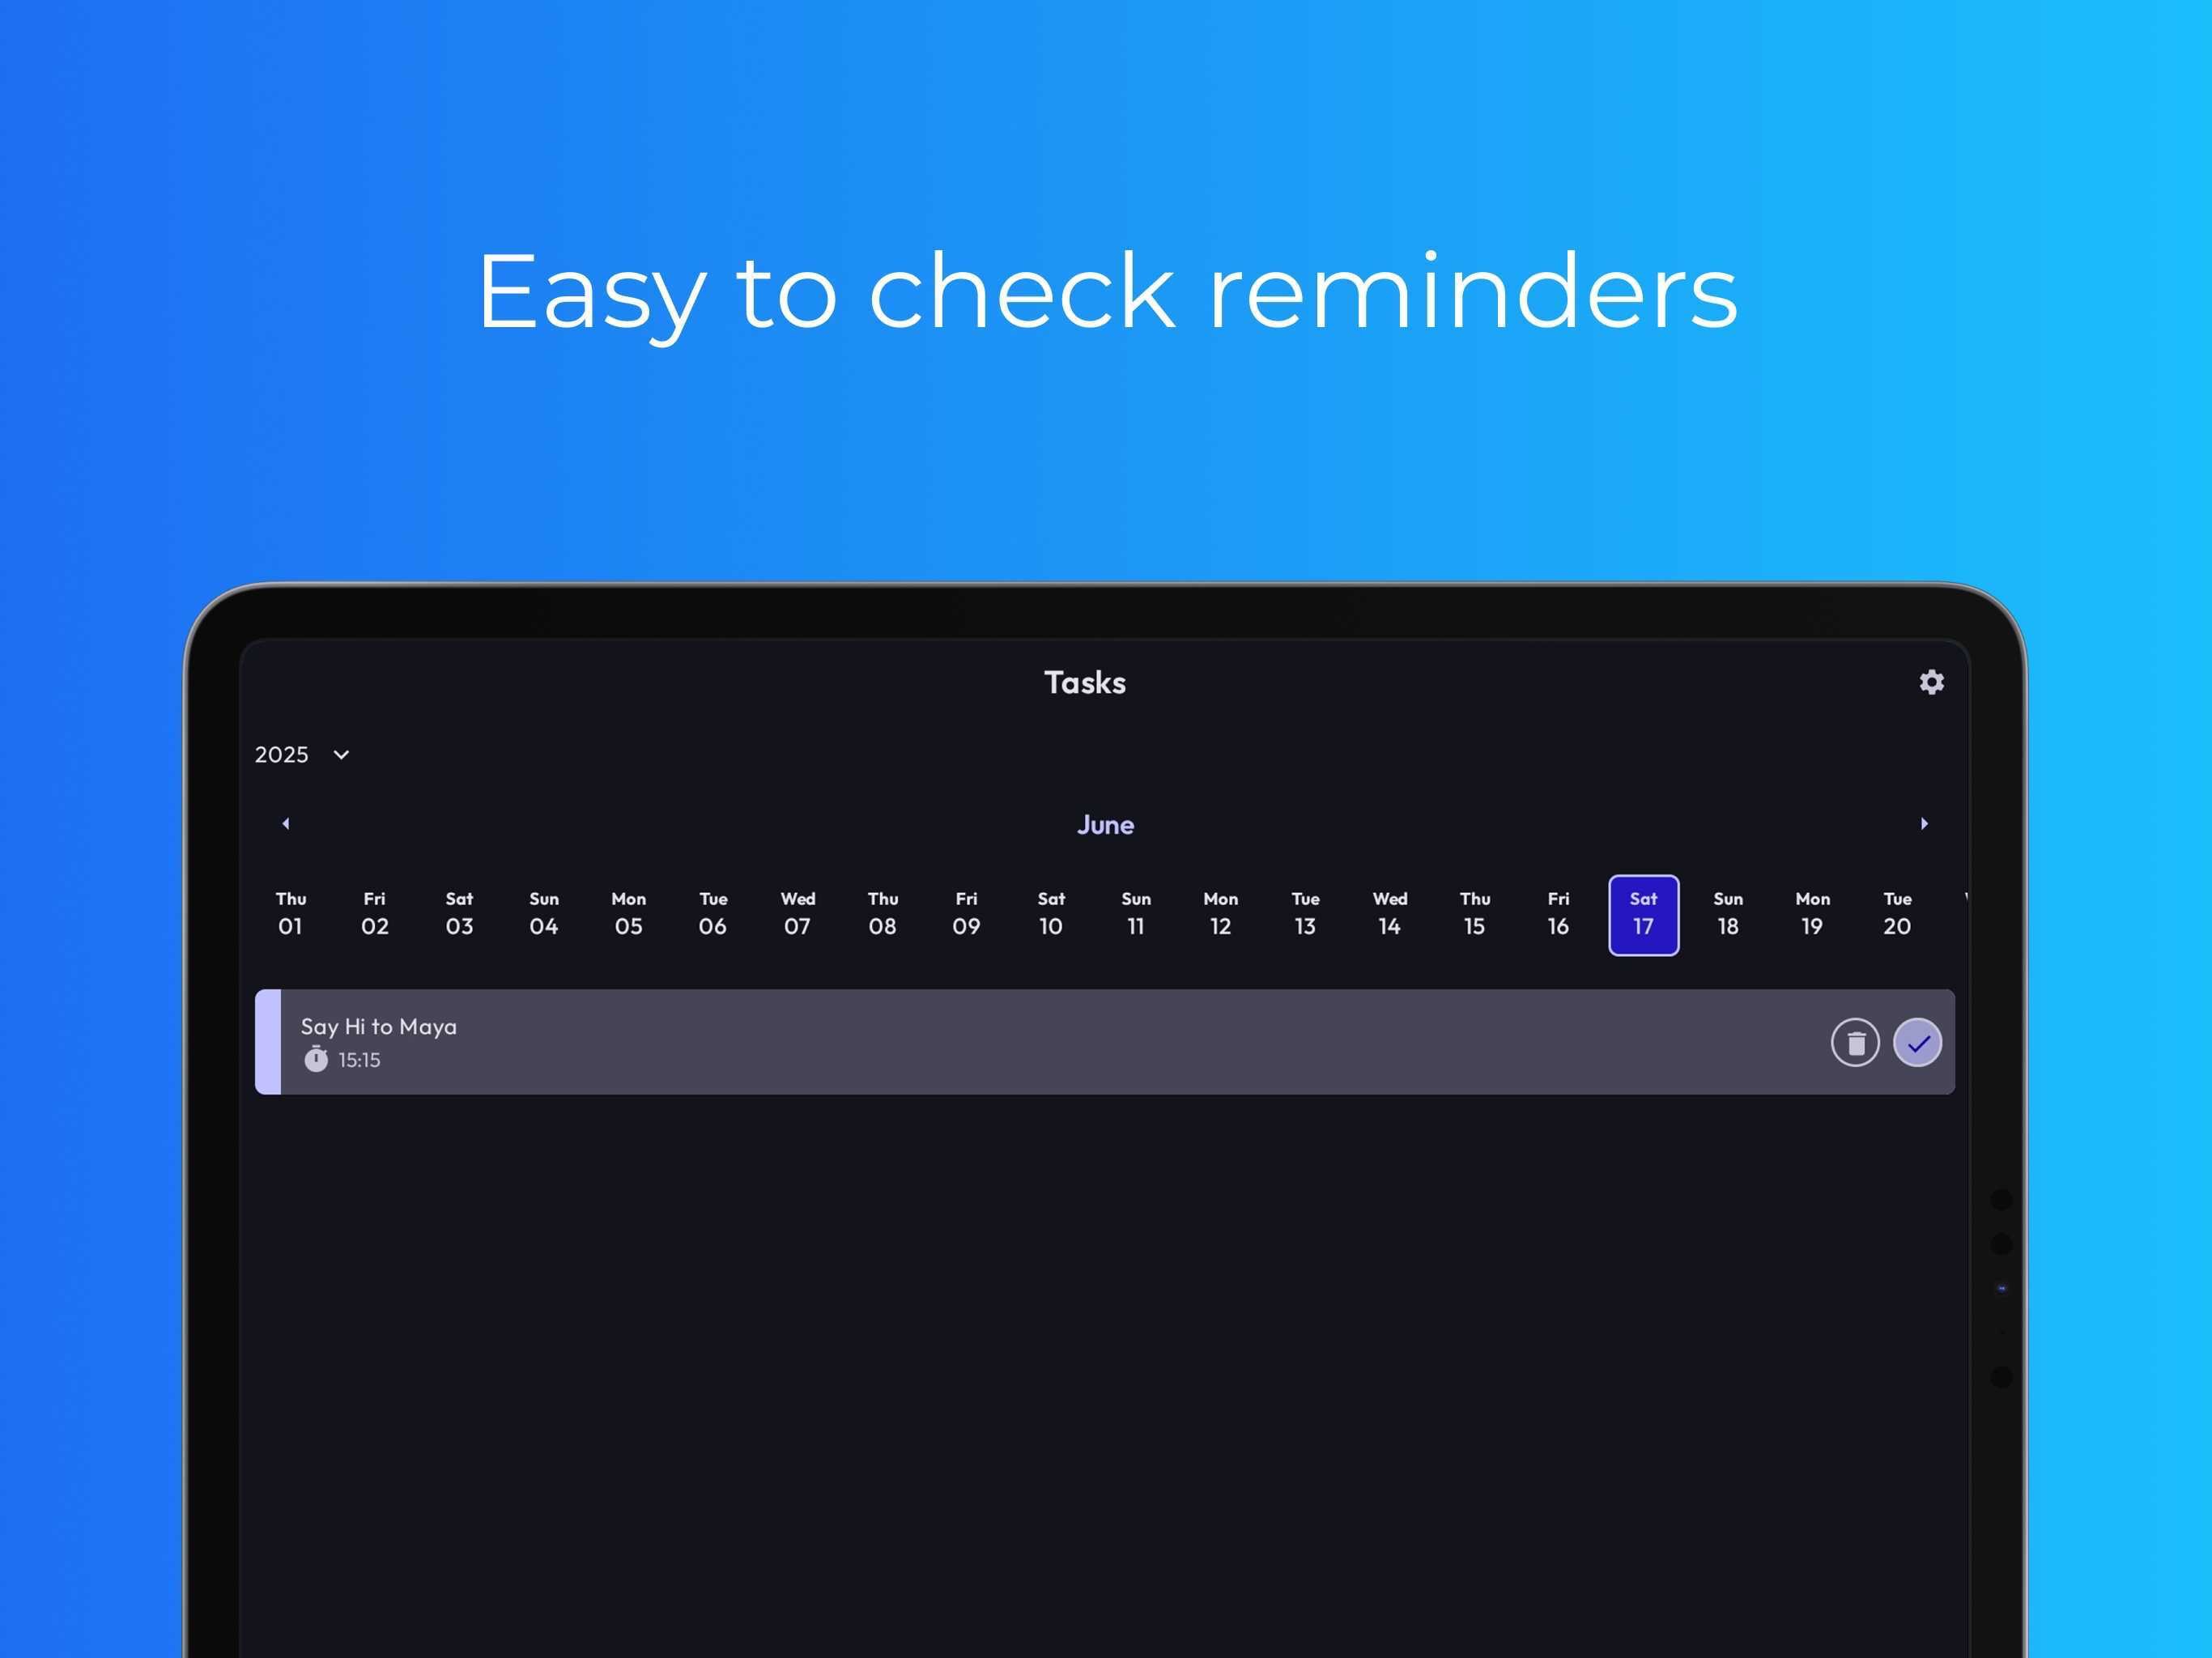 Easy to check reminders
Tasks
2025
June
Thu Fri Sat Sun Mon Tue Wed Thu Fri Sat Sun Mon Tue Wed Thu Fri Sat Sun Mon Tue
01 02 03 04 05 06 07 08 09 10 11 12 13 14 15 16 17 18 19 20
Say Hi to Maya
15:15